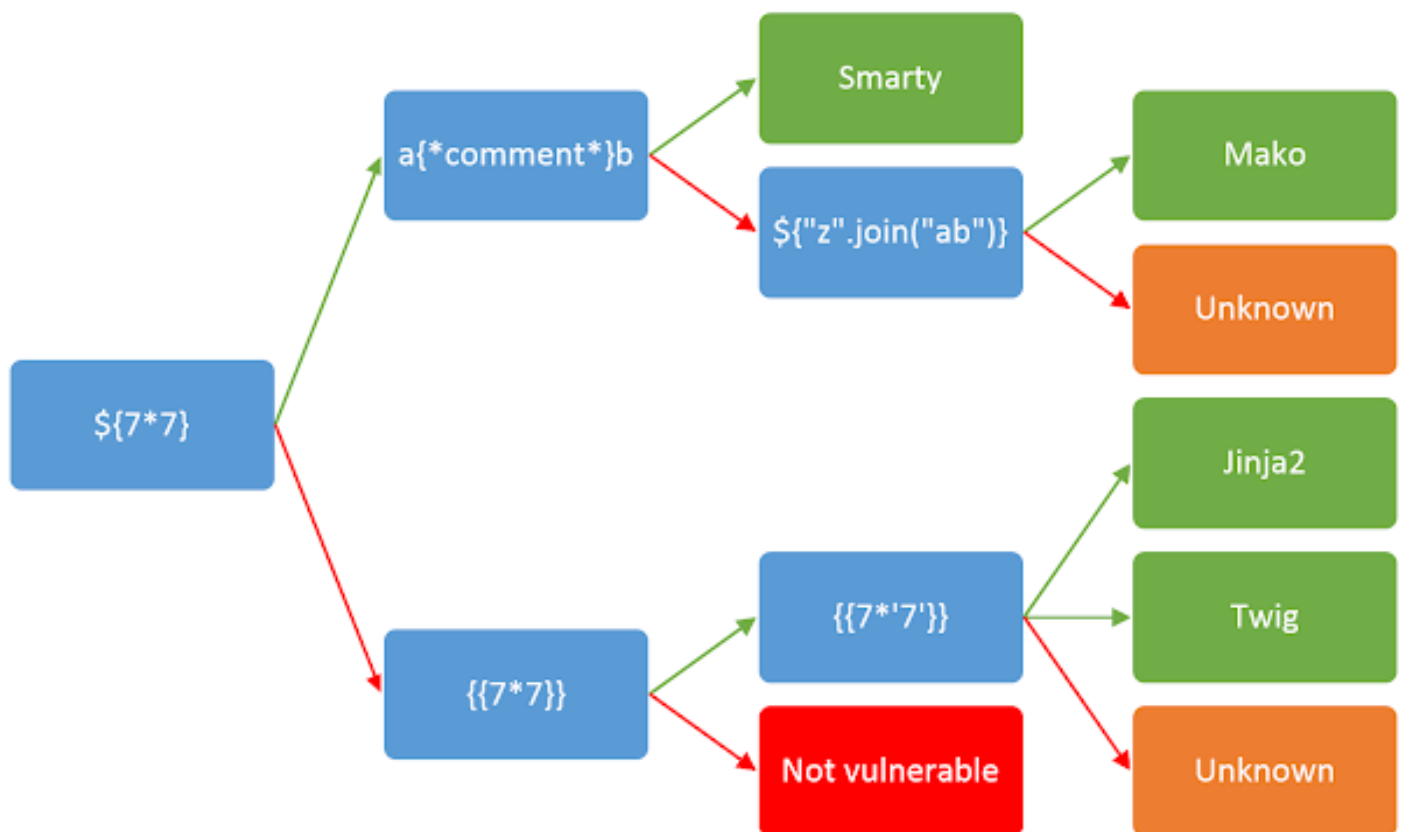 Smarty
a{*comment*}b
Mako
${"z".join("ab")}
Unknown
${7*7}
Jinja2
{{7*'7'}}
Twig
{{7*7}}
Not vulnerable
Unknown